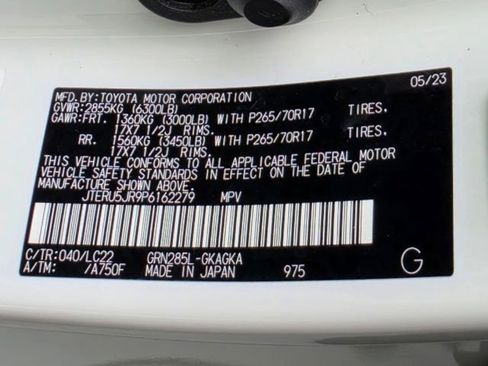 MFD.BY:TOYOTA MOTOR CORPORATION 05/23
GVWR:2855KG (6300LB)
GAWR:FRT. 1360KG (3000LB) WITH P265/70R17 TIRES.
17X7 1/2J RIMS.
RR. 1560KG (3450LB) WITH P265/70R17 TIRES.
17X7 1/2J RIMS.
THIS VEHICLE CONFORMS TO ALL APPLICABLE FEDERAL MOTOR
VEHICLE SAFETY STANDARDS IN EFFECT ON THE DATE OF
MANUFACTURE SHOWN ABOVE.
JTERU5JR9P6162279 MPV
C/TR:040/LC22 GRN285L-GKAGKA
A/TM: /A750F MADE IN JAPAN 975 G